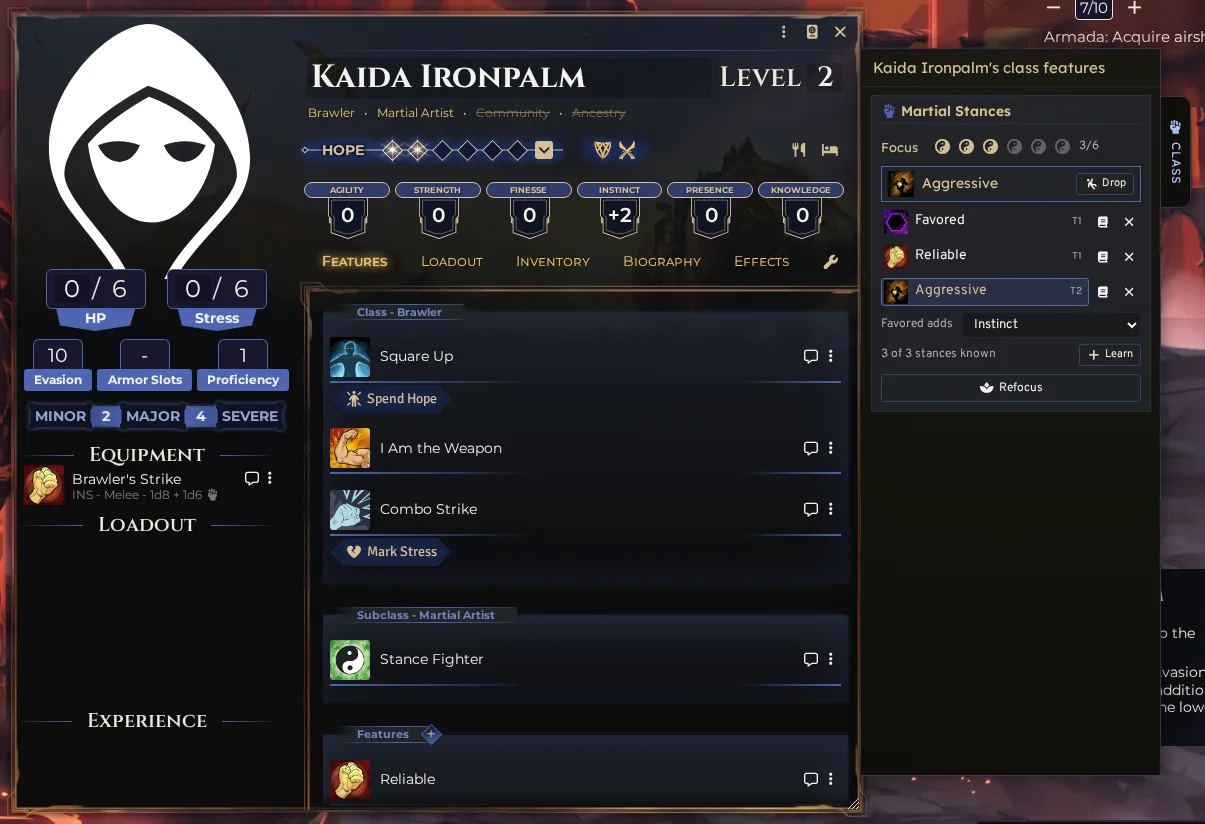 7/10
Armada: Acquire airsh
KAIDA IRONPALM
LEVEL 2
Brawler · Martial Artist · Community · Ancestry
HOPE
AGILITY STRENGTH FINESSE INSTINCT PRESENCE KNOWLEDGE
0 0 0 +2 0 0
FEATURES LOADOUT INVENTORY BIOGRAPHY EFFECTS
0 / 6
HP
0 / 6
Stress
10
Evasion
-
Armor Slots
1
Proficiency
MINOR 2 MAJOR 4 SEVERE
EQUIPMENT
Brawler's Strike
INS - Melee - 1d8 + 1d6
LOADOUT
EXPERIENCE
Class - Brawler
Square Up
Spend Hope
I Am the Weapon
Combo Strike
Mark Stress
Subclass - Martial Artist
Stance Fighter
Features +
Reliable
Kaida Ironpalm's class features
Martial Stances
Focus 3/6
Aggressive Drop
Favored T1
Reliable T1
Aggressive T2
Favored adds Instinct
3 of 3 stances known + Learn
Refocus
CLASS
o the
vasion
dditio
he low